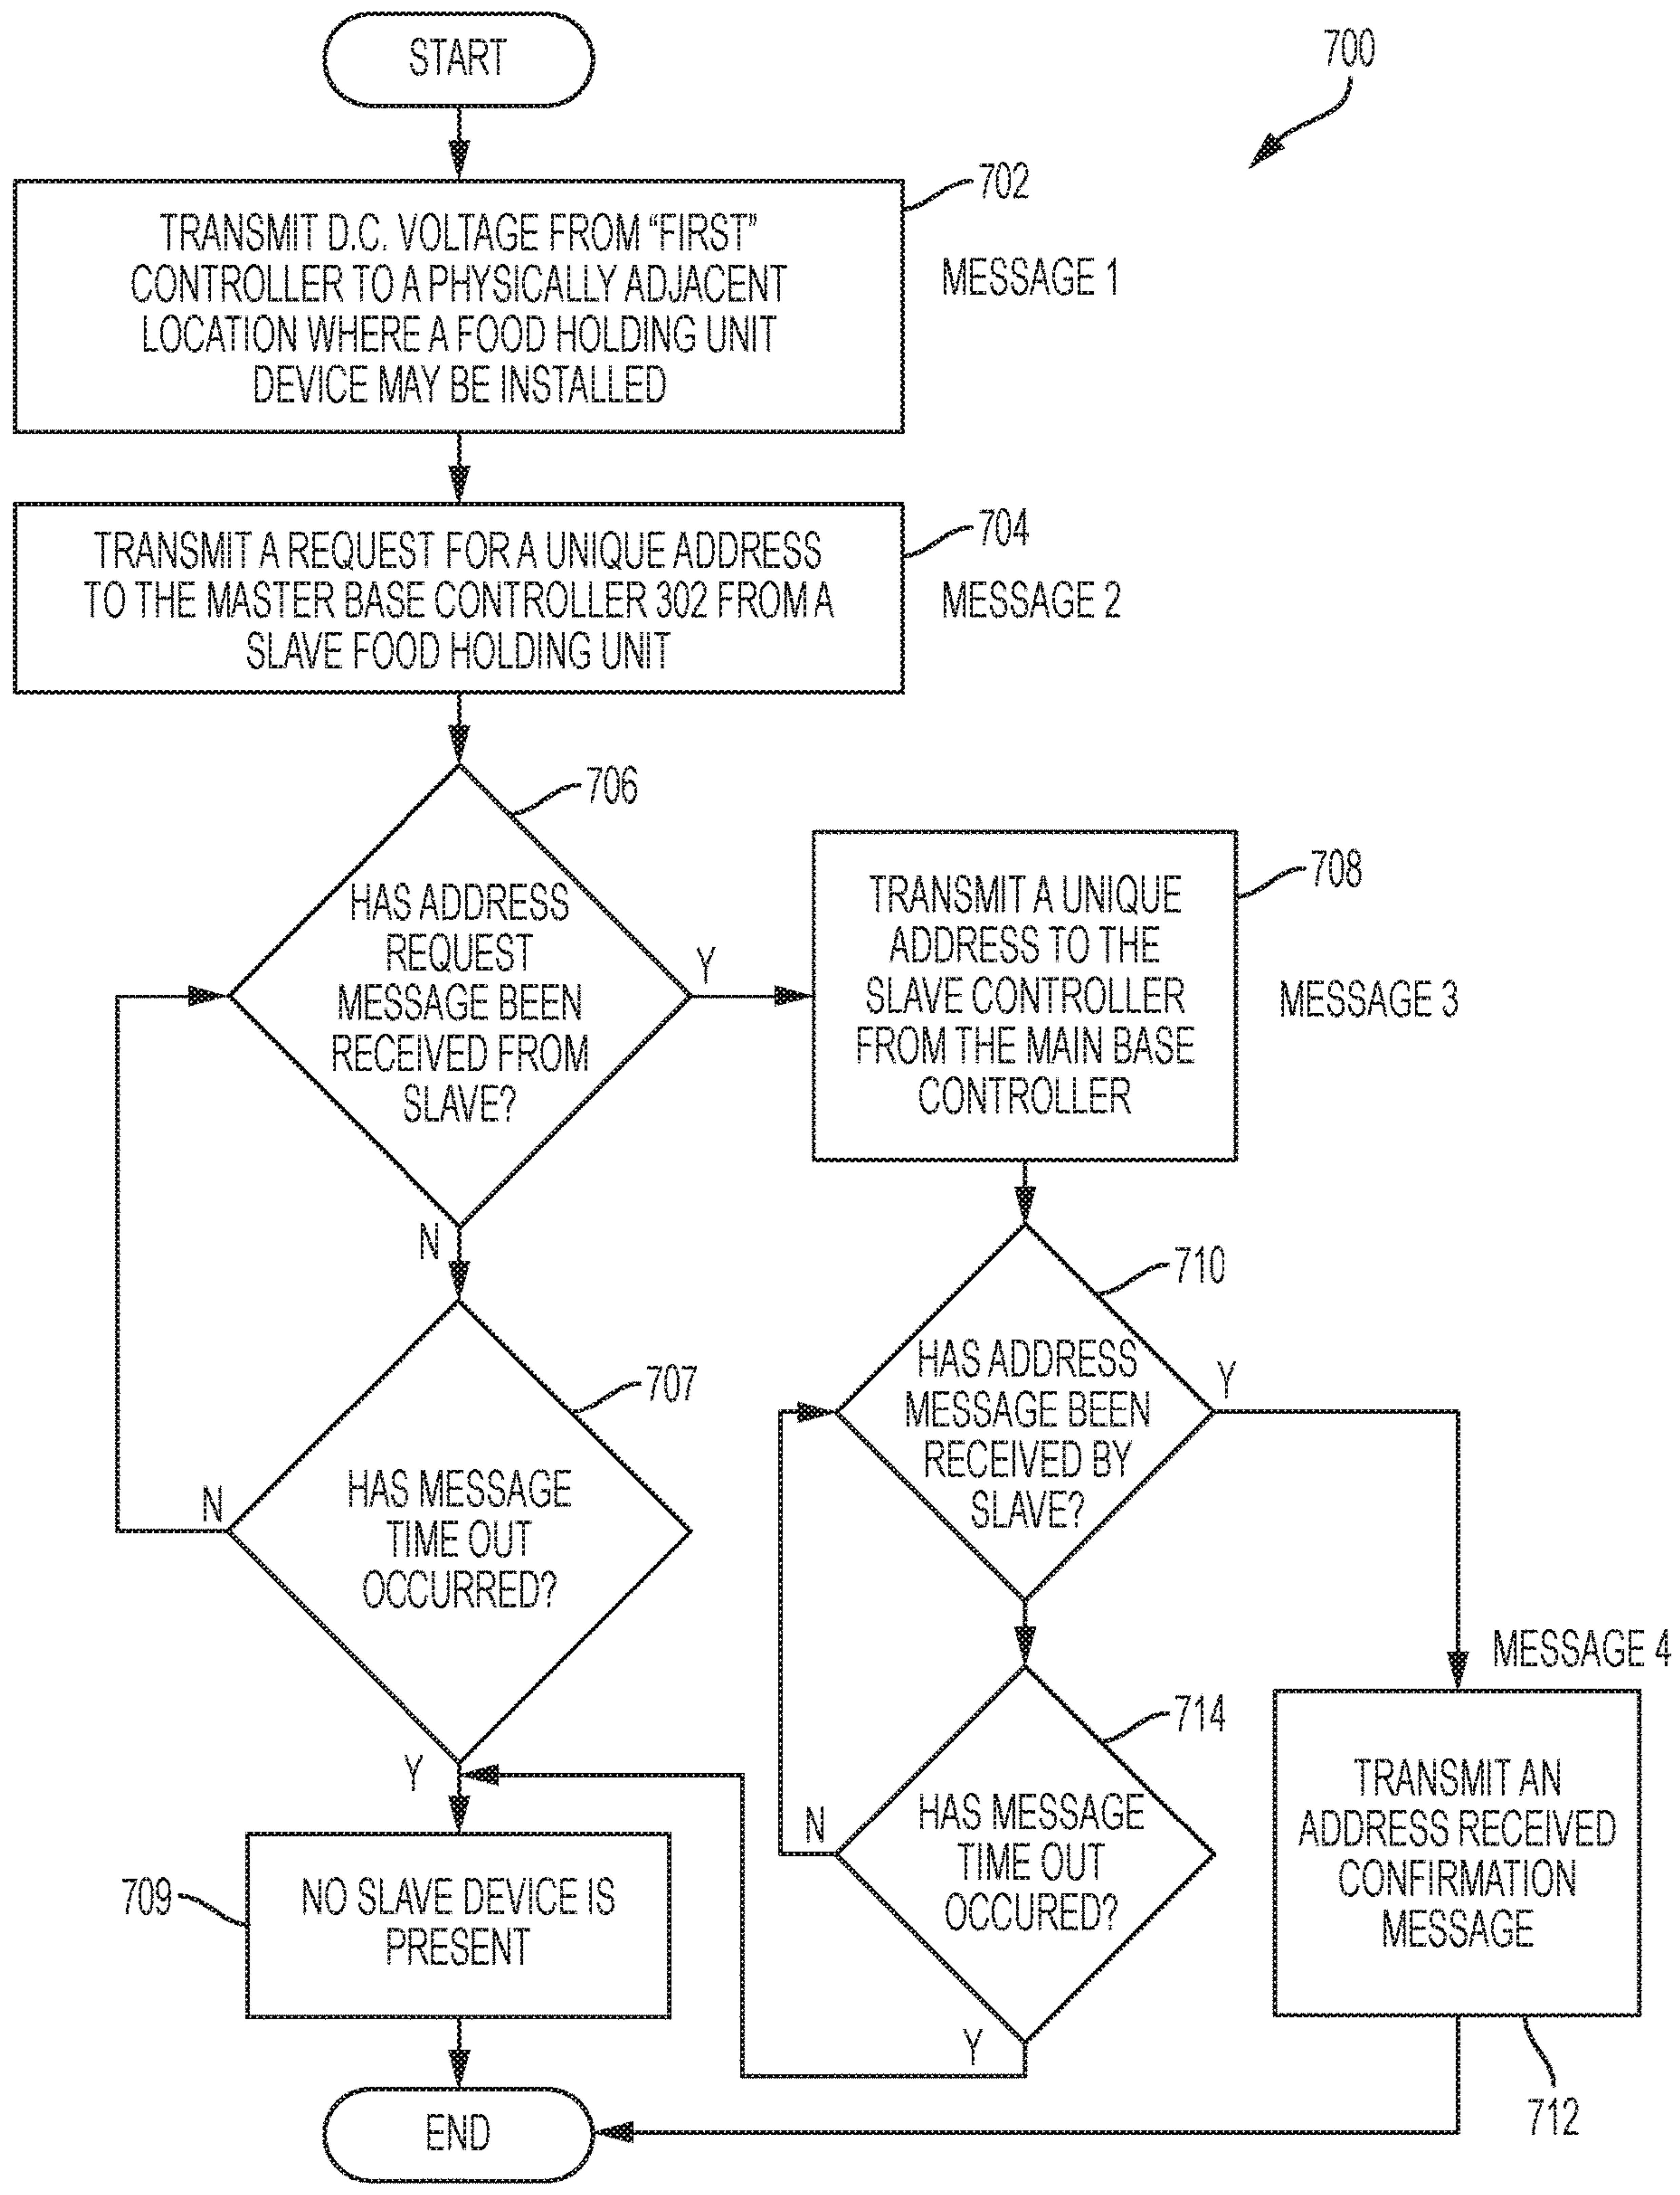 START
700
702
TRANSMIT D.C. VOLTAGE FROM “FIRST”
CONTROLLER TO A PHYSICALLY ADJACENT
LOCATION WHERE A FOOD HOLDING UNIT
DEVICE MAY BE INSTALLED
MESSAGE 1
704
TRANSMIT A REQUEST FOR A UNIQUE ADDRESS
TO THE MASTER BASE CONTROLLER 302 FROM A
SLAVE FOOD HOLDING UNIT
MESSAGE 2
706
HAS ADDRESS
REQUEST
MESSAGE BEEN
RECEIVED FROM
SLAVE?
Y
N
708
TRANSMIT A UNIQUE
ADDRESS TO THE
SLAVE CONTROLLER
FROM THE MAIN BASE
CONTROLLER
MESSAGE 3
707
HAS MESSAGE
TIME OUT
OCCURRED?
N
Y
710
HAS ADDRESS
MESSAGE BEEN
RECEIVED BY
SLAVE?
Y
714
HAS MESSAGE
TIME OUT
OCCURED?
N
Y
MESSAGE 4
TRANSMIT AN
ADDRESS RECEIVED
CONFIRMATION
MESSAGE
712
709
NO SLAVE DEVICE IS
PRESENT
END